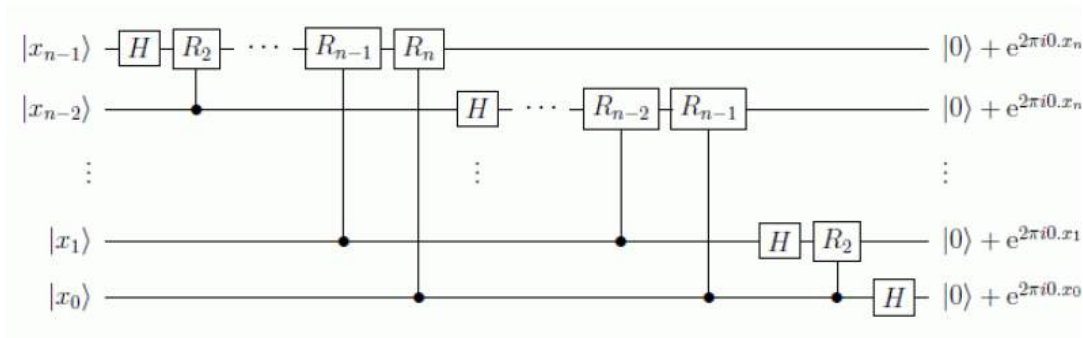 |x_{n-1}⟩ H R_2 ⋯ R_{n-1} R_n |0⟩ + e^{2πi0.x_n}
|x_{n-2}⟩ H ⋯ R_{n-2} R_{n-1} |0⟩ + e^{2πi0.x_n}
⋮ ⋮ ⋮
|x_1⟩ H R_2 |0⟩ + e^{2πi0.x_1}
|x_0⟩ H |0⟩ + e^{2πi0.x_0}